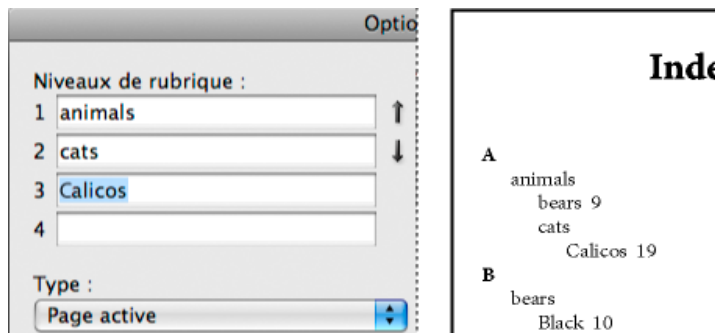 Optio
Niveaux de rubrique :
1 animals
2 cats
3 Calicos
4
Type :
Page active
Inde
A
animals
bears 9
cats
Calicos 19
B
bears
Black 10